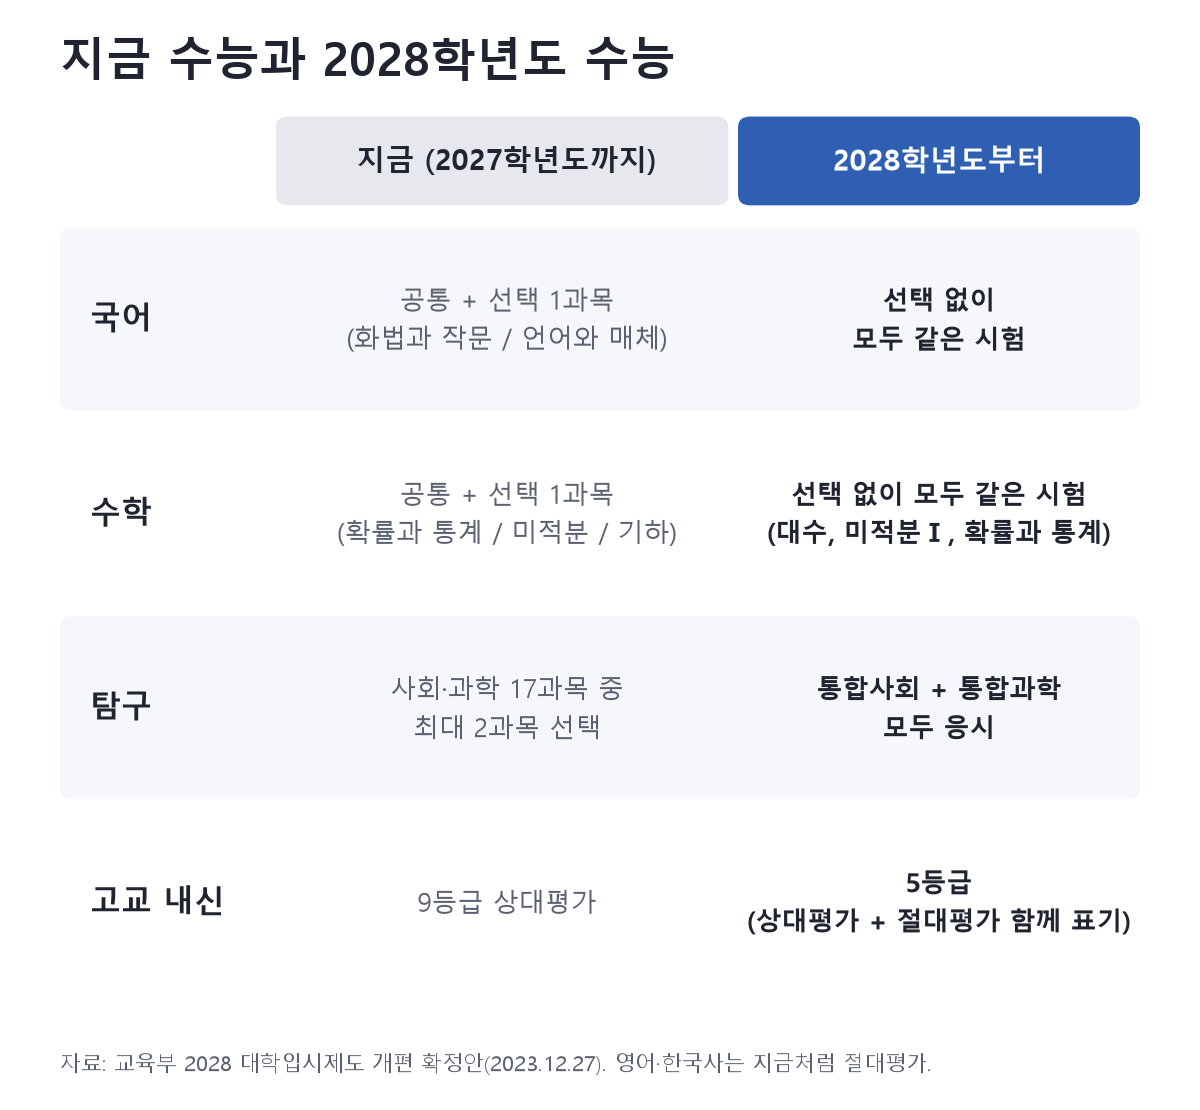 지금 수능과 2028학년도 수능
지금 (2027학년도까지)
2028학년도부터
국어
공통 + 선택 1과목
(화법과 작문 / 언어와 매체)
선택 없이
모두 같은 시험
수학
공통 + 선택 1과목
(확률과 통계 / 미적분 / 기하)
선택 없이 모두 같은 시험
(대수, 미적분Ⅰ, 확률과 통계)
탐구
사회·과학 17과목 중
최대 2과목 선택
통합사회 + 통합과학
모두 응시
고교 내신
9등급 상대평가
5등급
(상대평가 + 절대평가 함께 표기)
자료: 교육부 2028 대학입시제도 개편 확정안(2023.12.27). 영어·한국사는 지금처럼 절대평가.